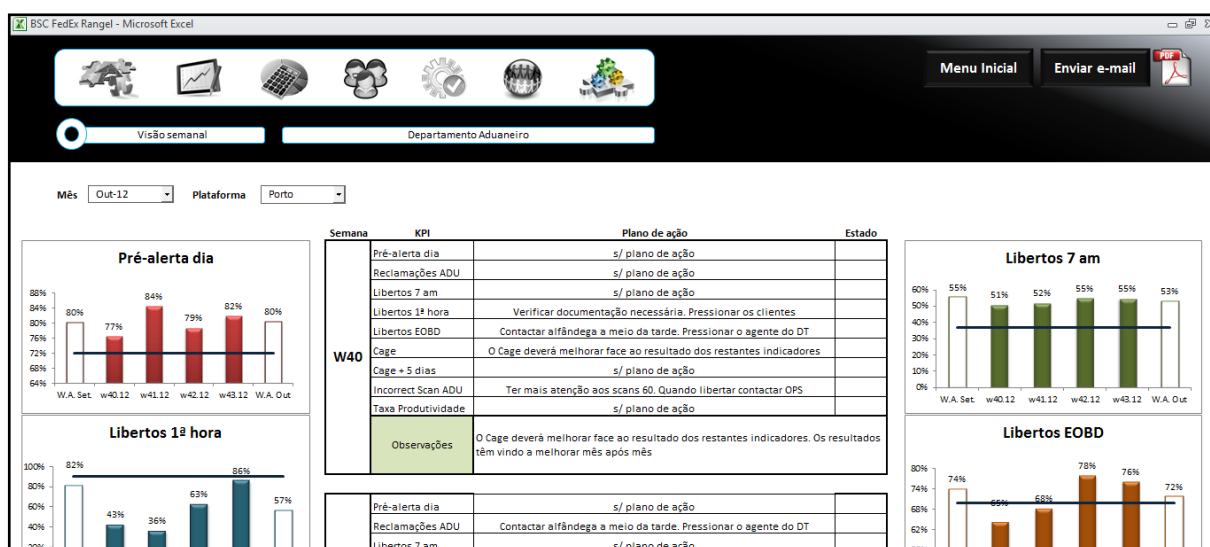 BSC FedEx Rangel - Microsoft Excel
Menu Inicial
Enviar e-mail
PDF
Visão semanal
Departamento Aduaneiro
Mês
Out-12
Plataforma
Porto
Pré-alerta dia
88%
84%
80%
76%
72%
68%
64%
80%
77%
84%
79%
82%
80%
W.A. Set.
w40.12
w41.12
w42.12
w43.12
W.A. Out
Libertos 1ª hora
100%
80%
60%
40%
20%
82%
43%
36%
63%
86%
57%
Semana
KPI
Plano de ação
Estado
W40
Pré-alerta dia
s/ plano de ação
Reclamações ADU
s/ plano de ação
Libertos 7 am
s/ plano de ação
Libertos 1ª hora
Verificar documentação necessária. Pressionar os clientes
Libertos EOBD
Contactar alfândega a meio da tarde. Pressionar o agente do DT
Cage
O Cage deverá melhorar face ao resultado dos restantes indicadores
Cage + 5 dias
s/ plano de ação
Incorrect Scan ADU
Ter mais atenção aos scans 60. Quando libertar contactar OPS
Taxa Produtividade
s/ plano de ação
Observações
O Cage deverá melhorar face ao resultado dos restantes indicadores. Os resultados
têm vindo a melhorar mês após mês
Pré-alerta dia
s/ plano de ação
Reclamações ADU
Contactar alfândega a meio da tarde. Pressionar o agente do DT
Libertos 7 am
s/ plano de ação
Libertos 7 am
60%
50%
40%
30%
20%
10%
0%
55%
51%
52%
55%
55%
53%
W.A. Set.
w40.12
w41.12
w42.12
w43.12
W.A. Out
Libertos EOBD
80%
74%
68%
62%
74%
65%
68%
78%
76%
72%